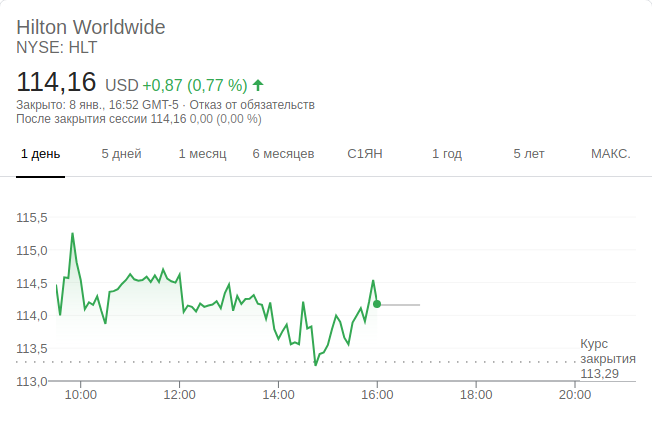 Hilton Worldwide
NYSE: HLT
114,16 USD +0,87 (0,77 %)
Закрыто: 8 янв., 16:52 GMT-5 · Отказ от обязательств
После закрытия сессии 114,16 0,00 (0,00 %)
1 день 5 дней 1 месяц 6 месяцев С1ЯН 1 год 5 лет МАКС.
115,5
115,0
114,5
114,0
113,5
113,0
Курс
закрытия
113,29
10:00 12:00 14:00 16:00 18:00 20:00